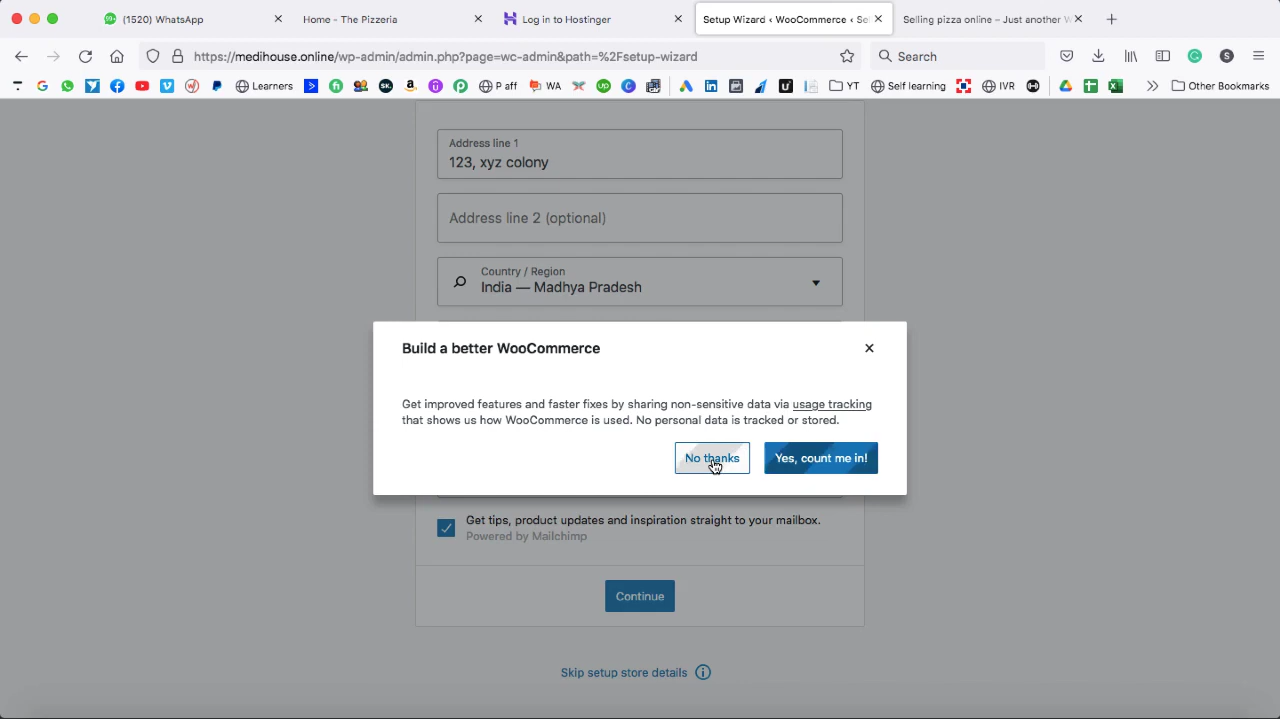 (1520) WhatsApp
Home - The Pizzeria
Log in to Hostinger
Setup Wizard ‹ WooCommerce ‹ Se
Selling pizza online – Just another W
https://medihouse.online/wp-admin/admin.php?page=wc-admin&path=%2Fsetup-wizard
Search
S
Learners
P aff
WA
YT
Self learning
IVR
Other Bookmarks
Address line 1
123, xyz colony
Address line 2 (optional)
Country / Region
India — Madhya Pradesh
Build a better WooCommerce
Get improved features and faster fixes by sharing non-sensitive data via usage tracking
that shows us how WooCommerce is used. No personal data is tracked or stored.
No thanks
Yes, count me in!
Get tips, product updates and inspiration straight to your mailbox.
Powered by Mailchimp
Continue
Skip setup store details